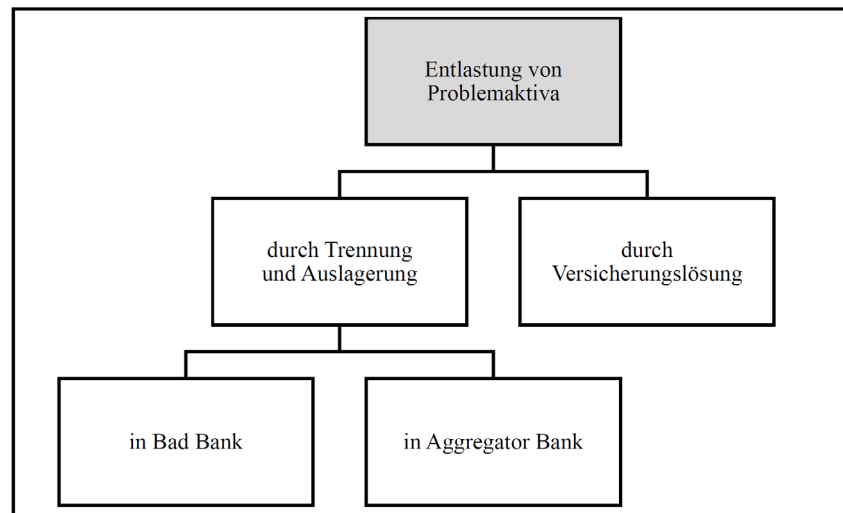 Entlastung von
Problemaktiva
durch Trennung
und Auslagerung
durch
Versicherungslösung
in Bad Bank
in Aggregator Bank